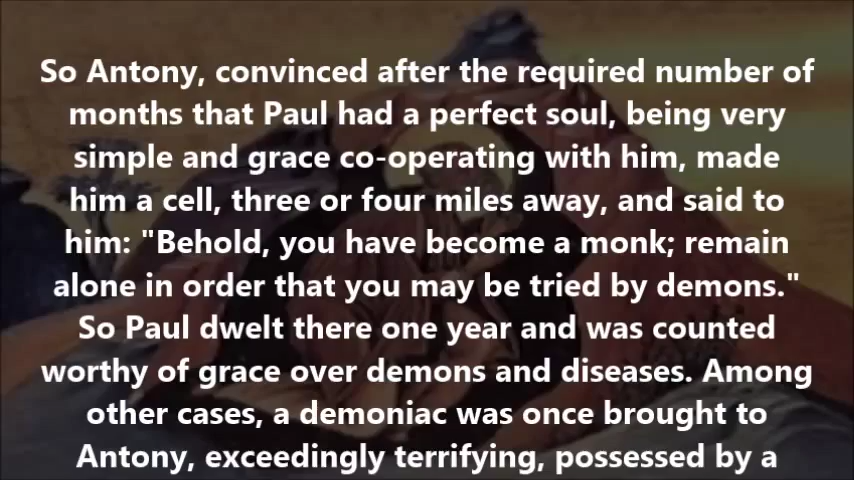 So Antony, convinced after the required number of
months that Paul had a perfect soul, being very
simple and grace co-operating with him, made
him a cell, three or four miles away, and said to
him: "Behold, you have become a monk; remain
alone in order that you may be tried by demons."
So Paul dwelt there one year and was counted
worthy of grace over demons and diseases. Among
other cases, a demoniac was once brought to
Antony, exceedingly terrifying, possessed by a